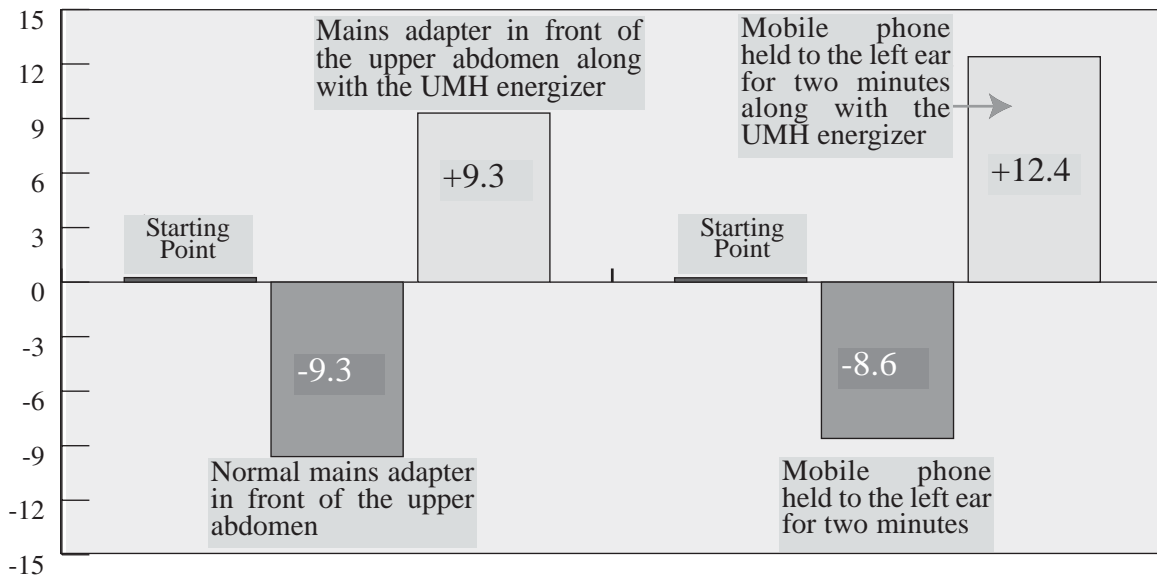 15
12
9
6
3
0
-3
-6
-9
-12
-15
Mains adapter in front of
the upper abdomen along
with the UMH energizer
Mobile phone
held to the left ear
for two minutes
along with the
UMH energizer
+9.3
+12.4
Starting
Point
Starting
Point
-9.3
-8.6
Normal mains adapter
in front of the upper
abdomen
Mobile phone
held to the left ear
for two minutes